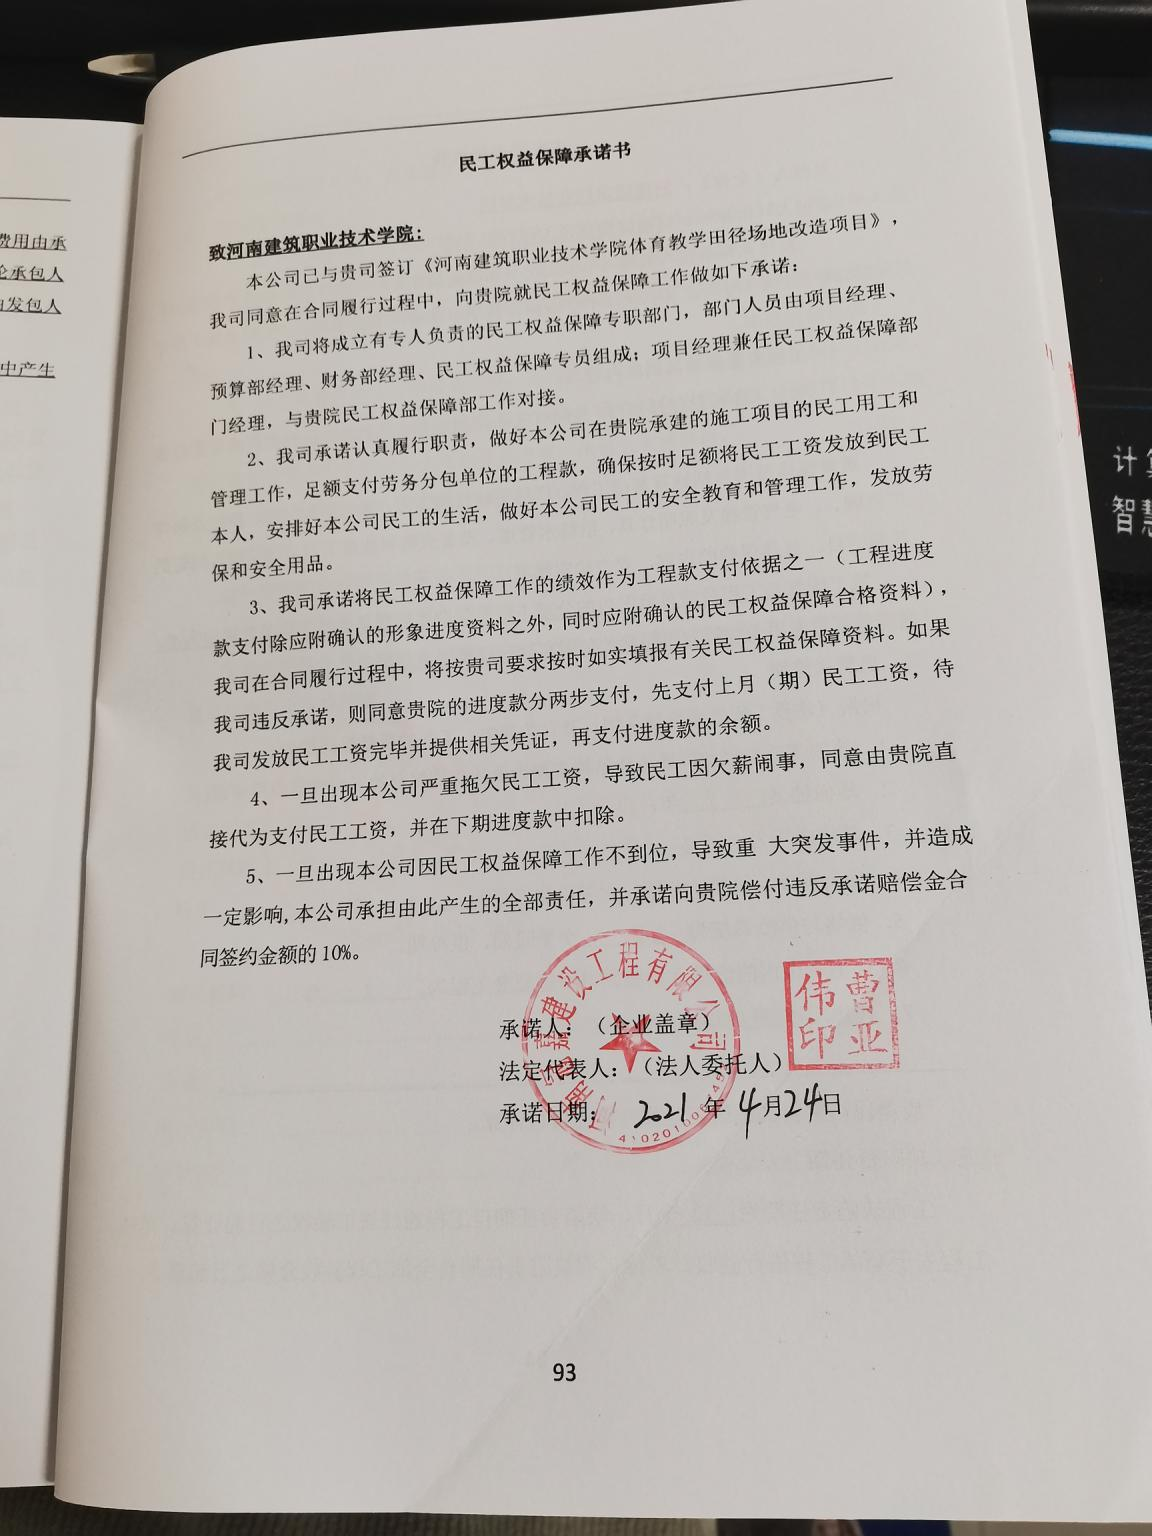 费用由承
论承包人
由发包人
中产生
民工权益保障承诺书
致河南建筑职业技术学院:
本公司已与贵司签订《河南建筑职业技术学院体育教学田径场地改造项目》，
我司同意在合同履行过程中，向贵院就民工权益保障工作做如下承诺：
1、我司将成立有专人负责的民工权益保障专职部门，部门人员由项目经理、
预算部经理、财务部经理、民工权益保障专员组成；项目经理兼任民工权益保障部
门经理，与贵院民工权益保障部工作对接。
2、我司承诺认真履行职责，做好本公司在贵院承建的施工项目的民工用工和
管理工作，足额支付劳务分包单位的工程款，确保按时足额将民工工资发放到民工
本人，安排好本公司民工的生活，做好本公司民工的安全教育和管理工作，发放劳
保和安全用品。
3、我司承诺将民工权益保障工作的绩效作为工程款支付依据之一（工程进度
款支付除应附确认的形象进度资料之外，同时应附确认的民工权益保障合格资料），
我司在合同履行过程中，将按贵司要求按时如实填报有关民工权益保障资料。如果
我司违反承诺，则同意贵院的进度款分两步支付，先支付上月（期）民工工资，待
我司发放民工工资完毕并提供相关凭证，再支付进度款的余额。
4、一旦出现本公司严重拖欠民工工资，导致民工因欠薪闹事，同意由贵院直
接代为支付民工工资，并在下期进度款中扣除。
5、一旦出现本公司因民工权益保障工作不到位，导致重 大突发事件，并造成
一定影响,本公司承担由此产生的全部责任，并承诺向贵院偿付违反承诺赔偿金合
同签约金额的 10%。
承诺人：（企业盖章）
法定代表人：（法人委托人）
承诺日期： 2021 年 4月24日
建设工程有限公司
曹亚
伟印
93
计
智慧